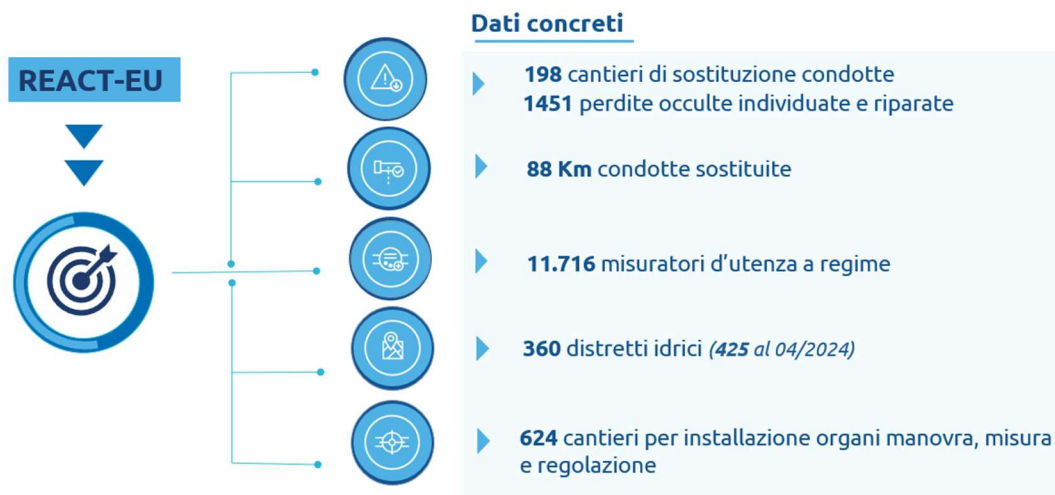 Dati concreti
REACT-EU
198 cantieri di sostituzione condotte
1451 perdite occulte individuate e riparate
88 Km condotte sostituite
11.716 misuratori d'utenza a regime
360 distretti idrici (425 al 04/2024)
624 cantieri per installazione organi manovra, misura
e regolazione